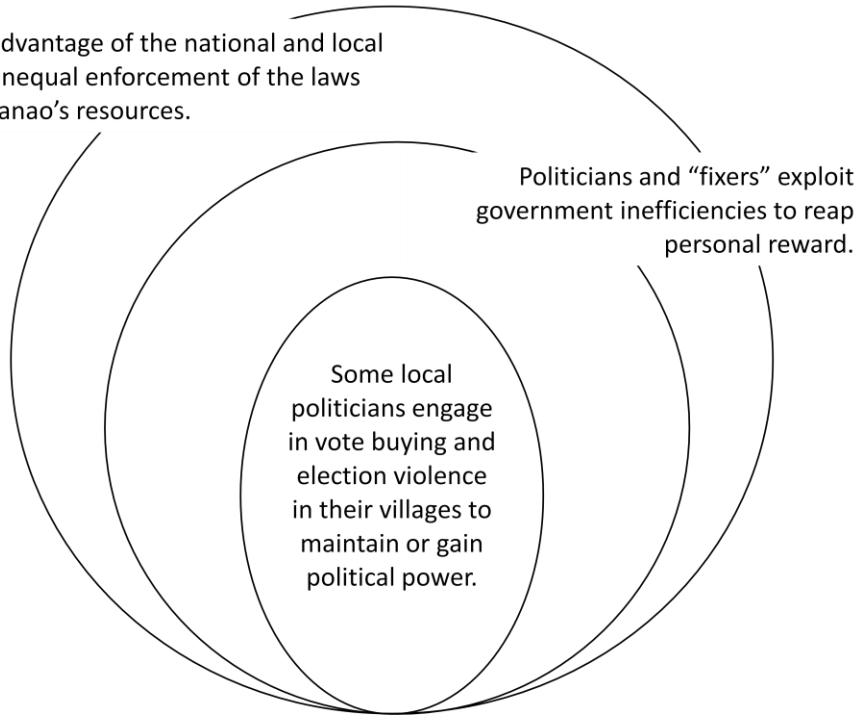 dvantage of the national and local
nequal enforcement of the laws
anao’s resources.
Politicians and “fixers” exploit
government inefficiencies to reap
personal reward.
Some local
politicians engage
in vote buying and
election violence
in their villages to
maintain or gain
political power.